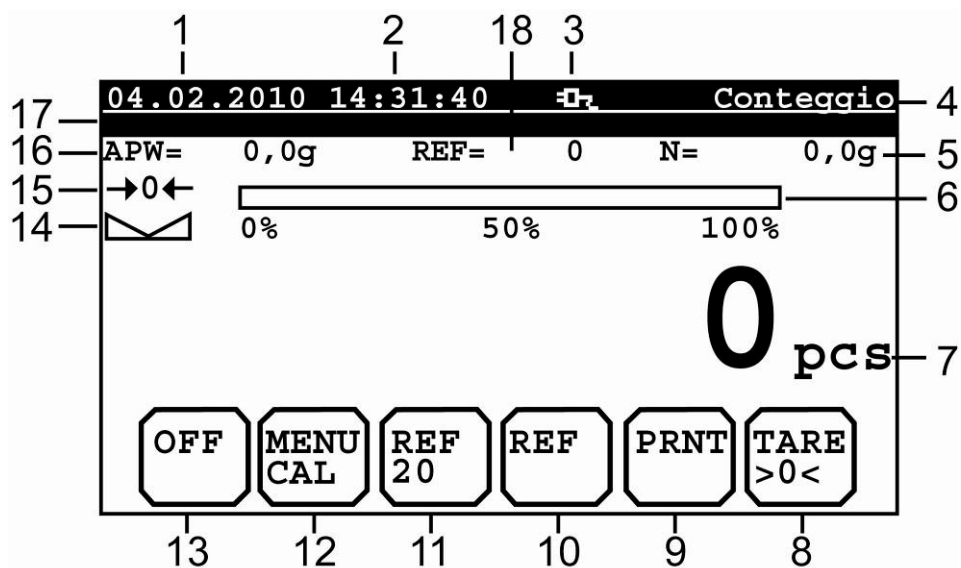 1 2 18 3
04.02.2010 14:31:40 Conteggio 4
17
16 APW= 0,0g REF= 0 N= 0,0g 5
15 →0← 6
14 0% 50% 100%
0 pcs 7
OFF MENU REF REF PRNT TARE
CAL 20 >0<
13 12 11 10 9 8